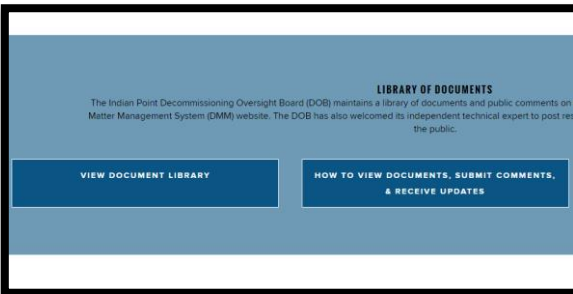 LIBRARY OF DOCUMENTS
The Indian Point Decommissioning Oversight Board (DOB) maintains a library of documents and public comments on
Matter Management System (DMM) website. The DOB has also welcomed its independent technical expert to post
the public.
VIEW DOCUMENT LIBRARY
HOW TO VIEW DOCUMENTS, SUBMIT COMMENTS,
& RECEIVE UPDATES